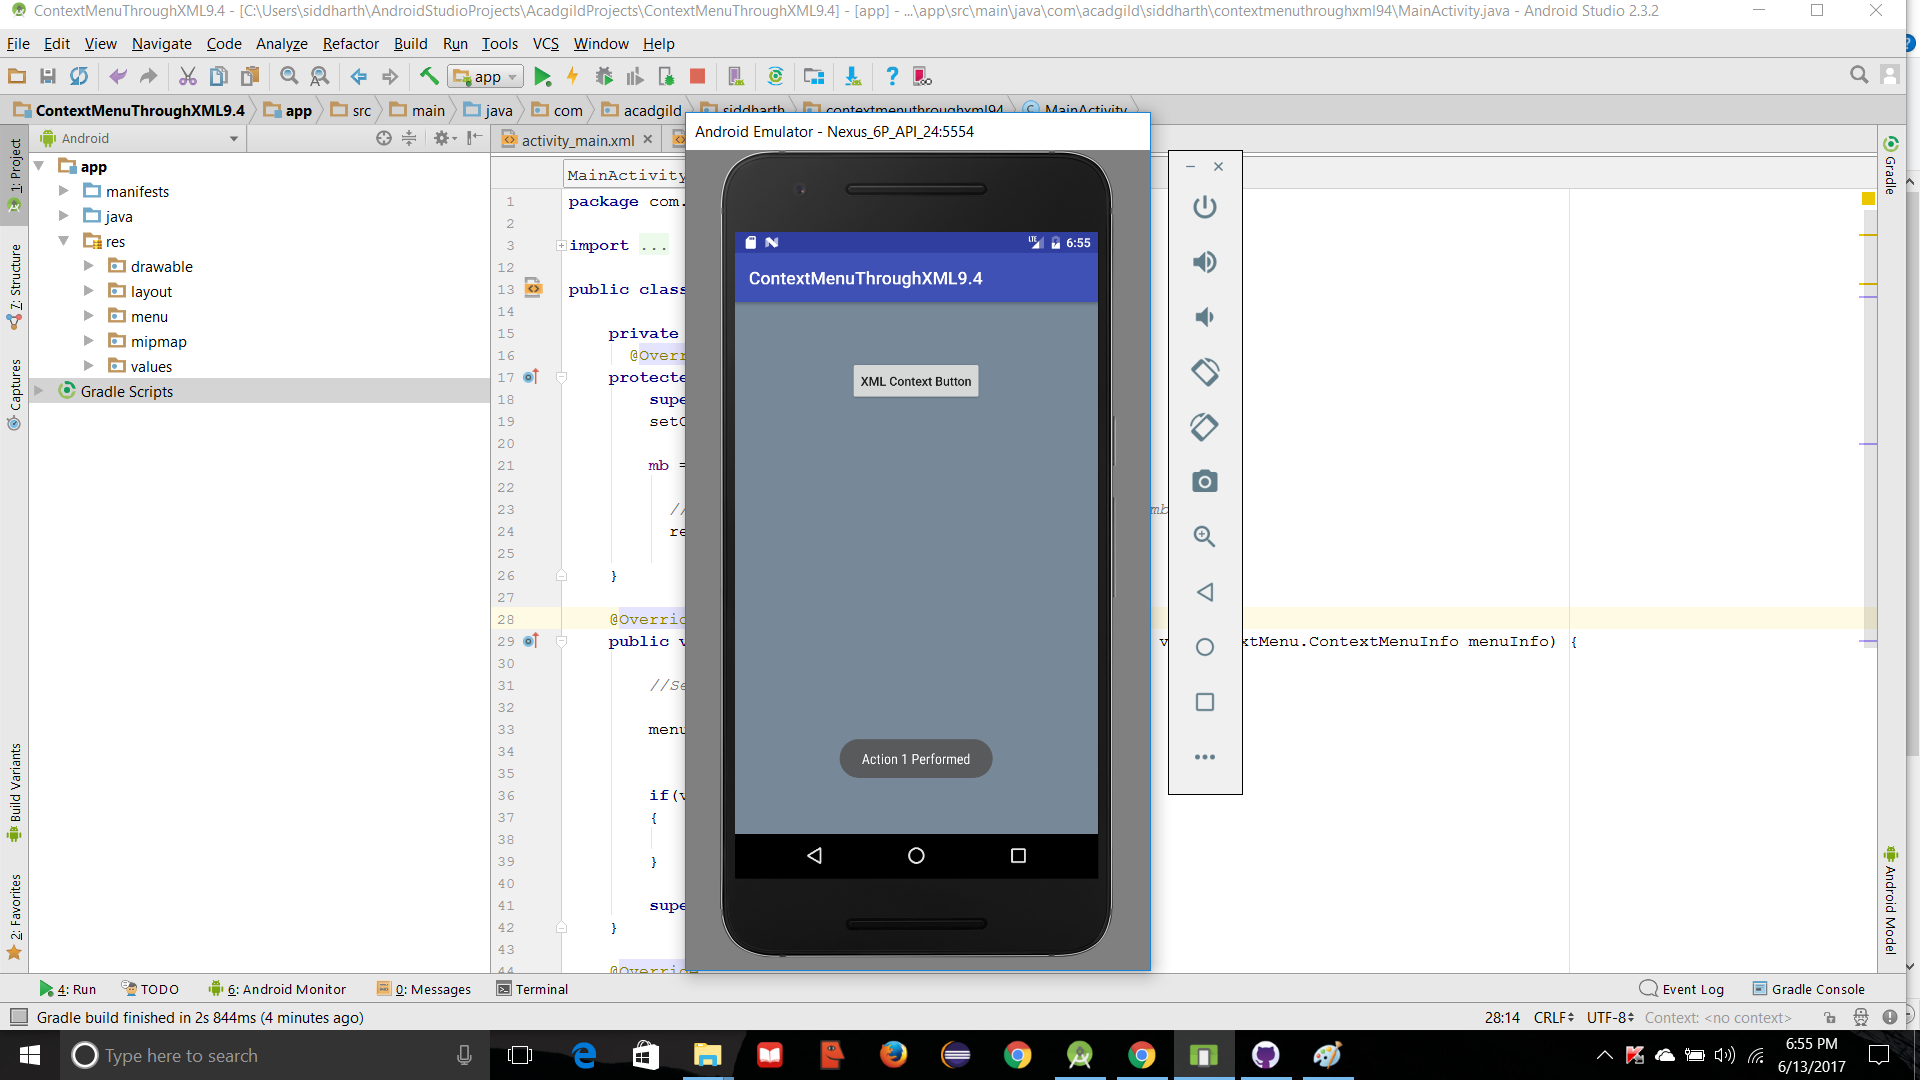 ContextMenuThroughXML9.4 - [C:\Users\siddharth\AndroidStudioProjects\AcadgildProjects\ContextMenuThroughXML9.4] - [app] - ...\app\src\main\java\com\acadgild\siddharth\contextmenuthroughxml94\MainActivity.java - Android Studio 2.3.2
File Edit View Navigate Code Analyze Refactor Build Run Tools VCS Window Help
app
ContextMenuThroughXML9.4 app src main java com acadgild siddharth contextmenuthroughxml94 MainActivity
Android
activity_main.xml
1: Project
7: Structure
Captures
Build Variants
2: Favorites
app
manifests
java
res
drawable
layout
menu
mipmap
values
Gradle Scripts
MainActivity
1 package com.
2
3 import ...
12
13 public class
14
15 private
16 @Overr
17 protecte
18 supe
19 setC
20
21 mb =
22
23 // mb
24 re
25
26 }
27
28 @Overrid
29 public v v xtMenu.ContextMenuInfo menuInfo) {
30
31 //Se
32
33 menu
34
35
36 if(v
37 {
38
39 }
40
41 supe
42 }
43
44 @Override
Android Emulator - Nexus_6P_API_24:5554
LTE 6:55
ContextMenuThroughXML9.4
XML Context Button
Action 1 Performed
Gradle
Android Model
4: Run TODO 6: Android Monitor 0: Messages Terminal Event Log Gradle Console
Gradle build finished in 2s 844ms (4 minutes ago) 28:14 CRLF UTF-8 Context: <no context>
Type here to search
6:55 PM
6/13/2017